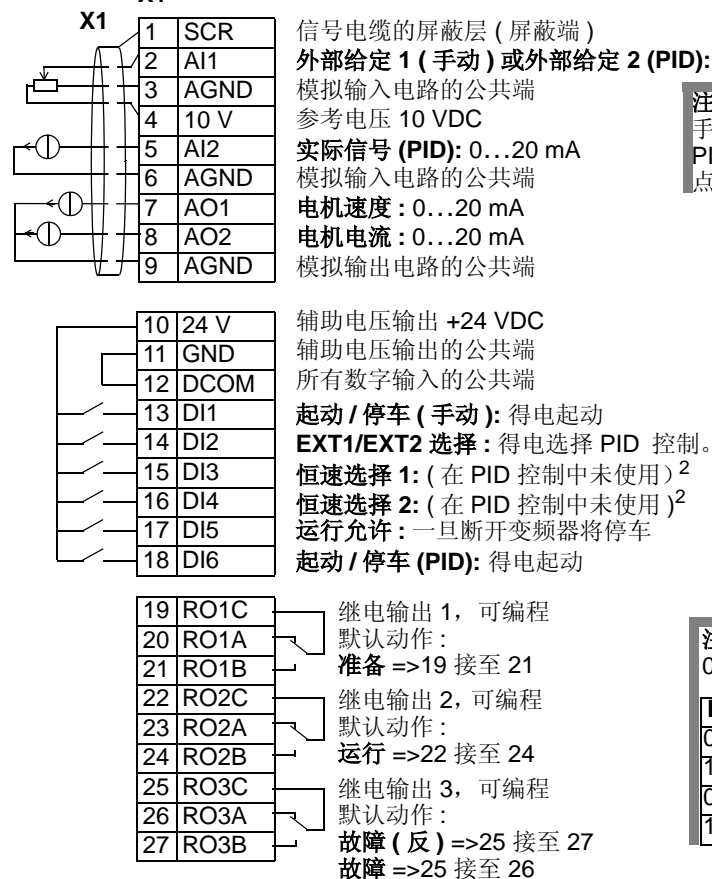 X1
1 SCR 信号电缆的屏蔽层 ( 屏蔽端 )
2 AI1 外部给定 1 ( 手动 ) 或外部给定 2 (PID):
3 AGND 模拟输入电路的公共端
4 10 V 参考电压 10 VDC
5 AI2 实际信号 (PID): 0…20 mA
6 AGND 模拟输入电路的公共端
7 AO1 电机速度 : 0…20 mA
8 AO2 电机电流 : 0…20 mA
9 AGND 模拟输出电路的公共端
注
手
点
10 24 V 辅助电压输出 +24 VDC
11 GND 辅助电压输出的公共端
12 DCOM 所有数字输入的公共端
13 DI1 起动 / 停车 ( 手动 ): 得电起动
14 DI2 EXT1/EXT2 选择 : 得电选择 PID 控制。
15 DI3 恒速选择 1: ( 在 PID 控制中未使用）2
16 DI4 恒速选择 2: ( 在 PID 控制中未使用 )2
17 DI5 运行允许 : 一旦断开变频器将停车
18 DI6 起动 / 停车 (PID): 得电起动
19 RO1C 继电输出 1，可编程
20 RO1A 默认动作 :
21 RO1B 准备 =>19 接至 21
22 RO2C 继电输出 2，可编程
23 RO2A 默认动作 :
24 RO2B 运行 =>22 接至 24
25 RO3C 继电输出 3，可编程
26 RO3A 默认动作 :
27 RO3B 故障 ( 反 ) =>25 接至 27
故障 =>25 接至 26
0
0
1
0
1